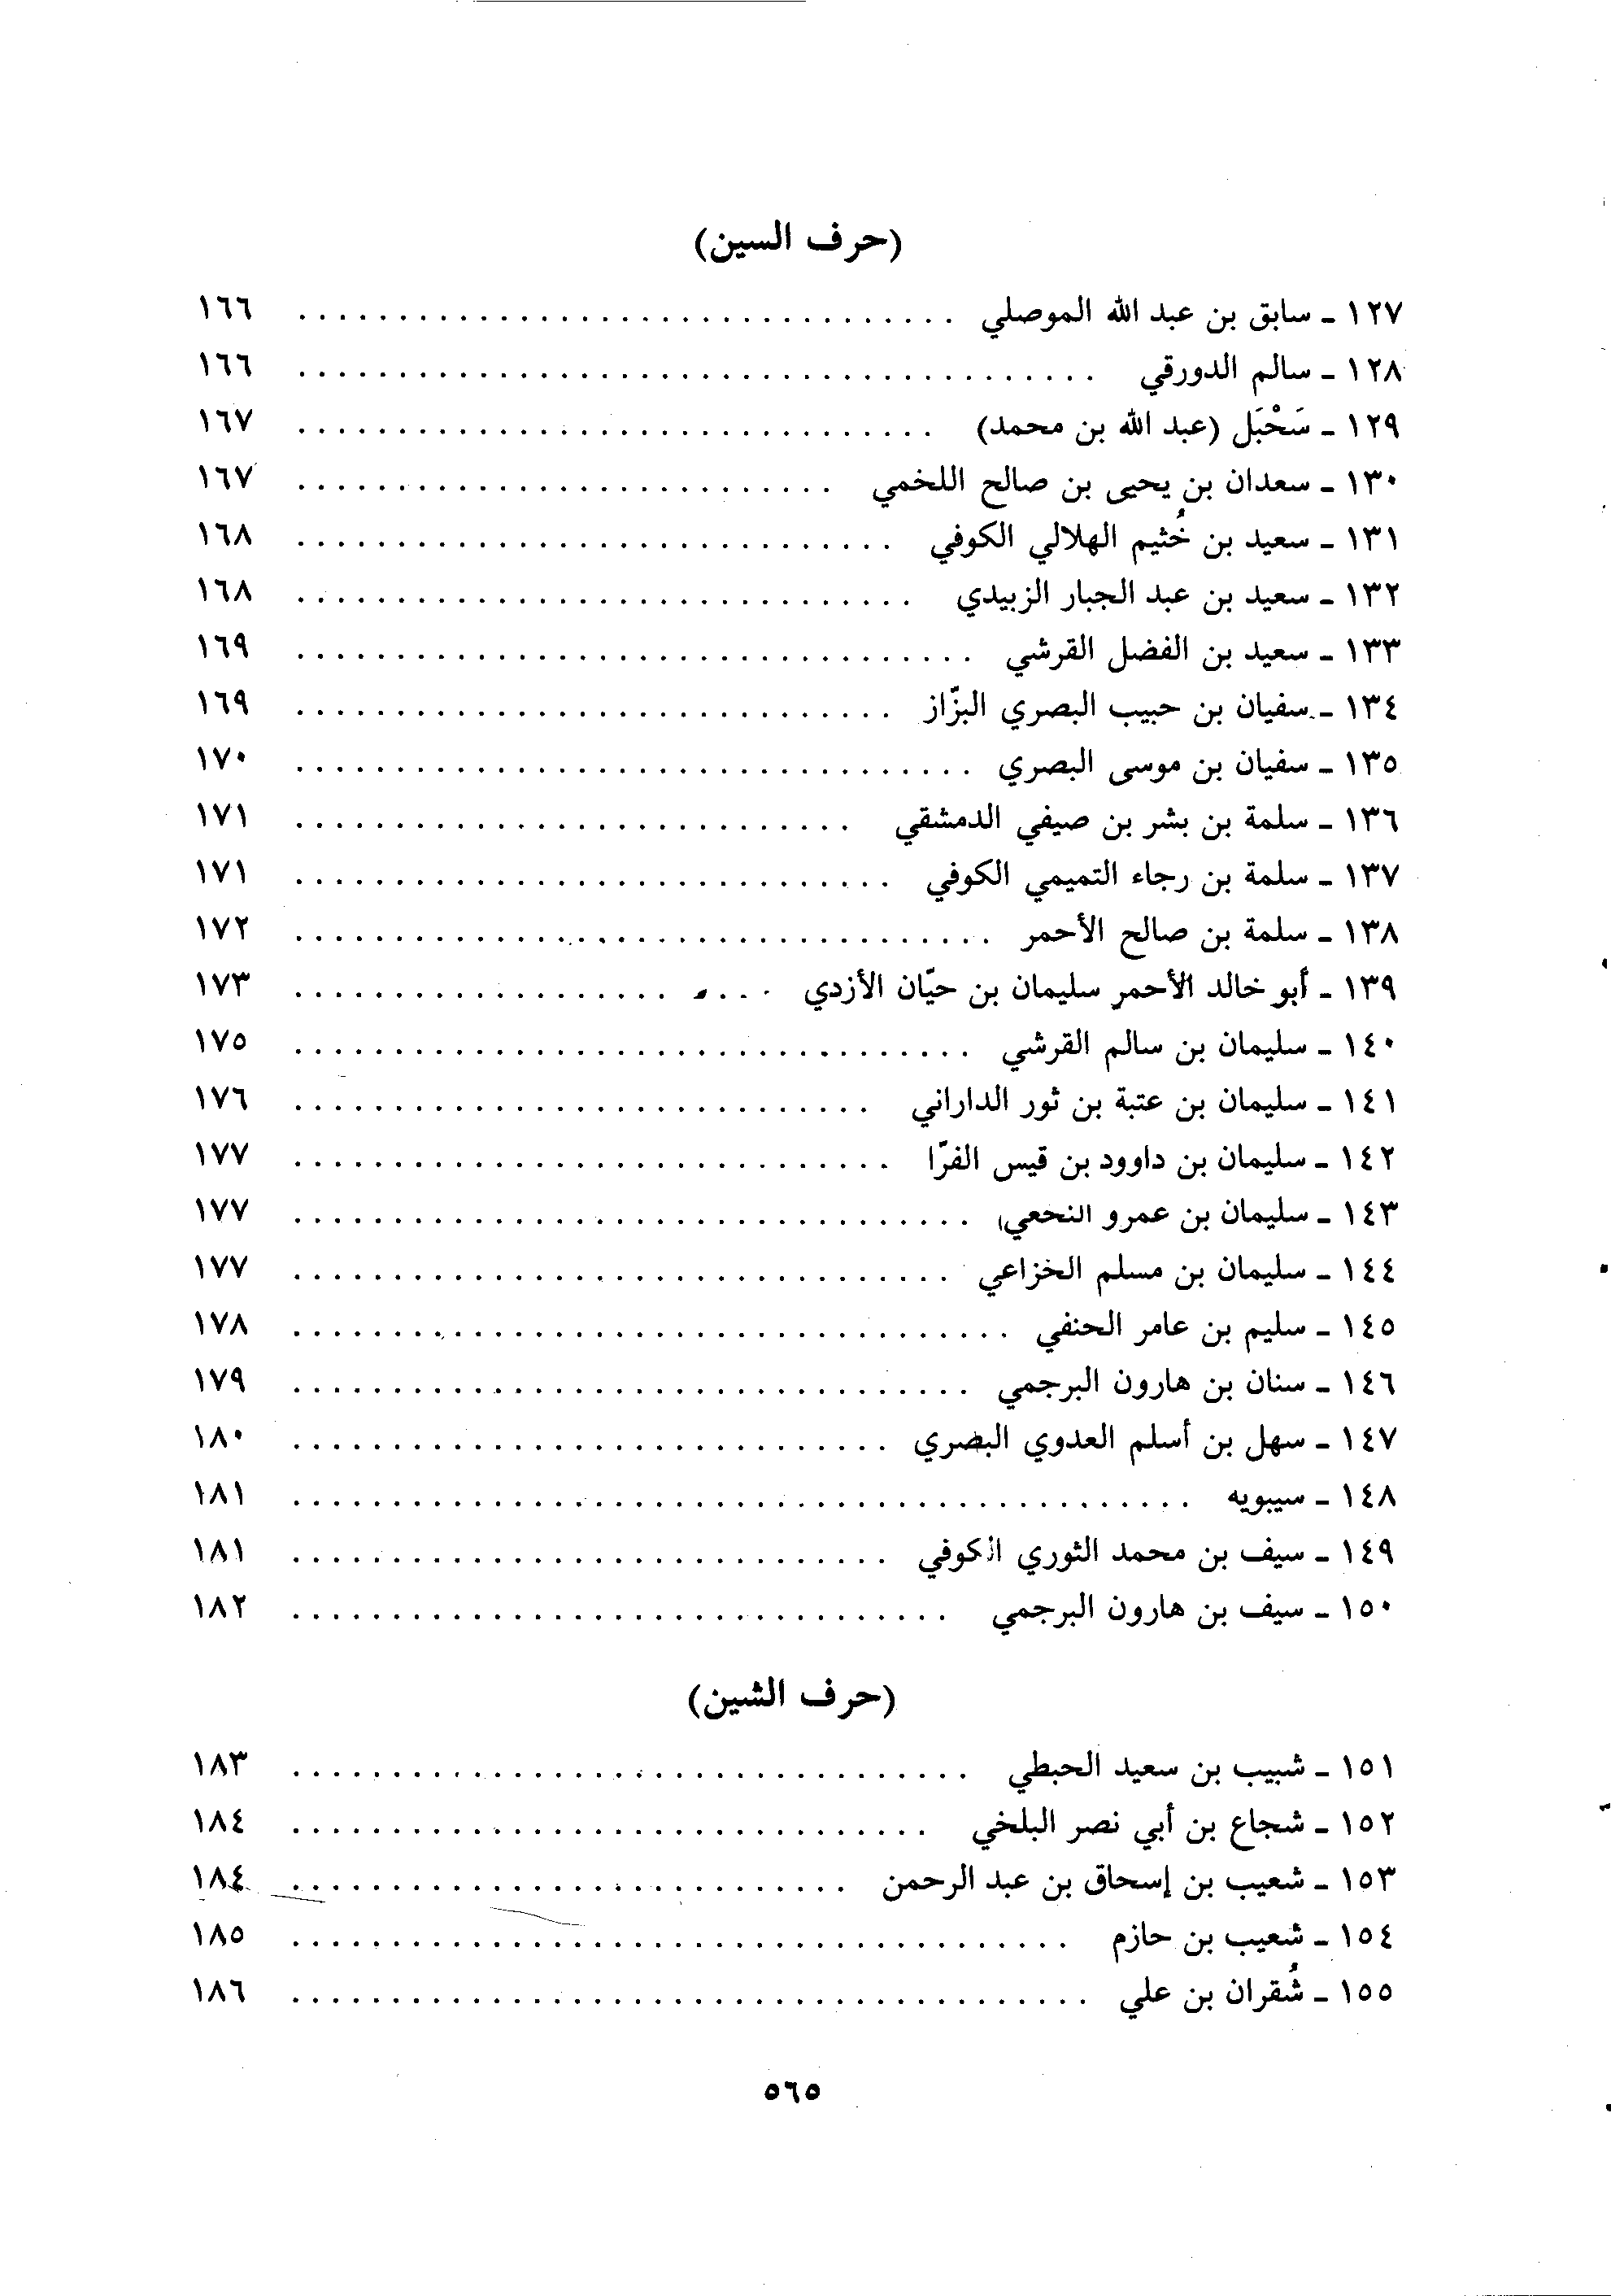 (حرف السين)
١٢٧ - سابق بن عبد الله الموصلي ................................ ١٦٦
١٢٨ - سالم الدورقي ................................ ١٦٦
١٢٩ - سَحْبَل (عبد الله بن محمد) ................................ ١٦٧
١٣٠ - سعدان بن يحيى بن صالح اللخمي ................................ ١٦٧
١٣١ - سعيد بن خُثيم الهلالي الكوفي ................................ ١٦٨
١٣٢ - سعيد بن عبد الجبار الزبيدي ................................ ١٦٨
١٣٣ - سعيد بن الفضل القرشي ................................ ١٦٩
١٣٤ - سفيان بن حبيب البصري البزّاز ................................ ١٦٩
١٣٥ - سفيان بن موسى البصري ................................ ١٧٠
١٣٦ - سلمة بن بشر بن صيفي الدمشقي ................................ ١٧١
١٣٧ - سلمة بن رجاء التميمي الكوفي ................................ ١٧١
١٣٨ - سلمة بن صالح الأحمر ................................ ١٧٢
١٣٩ - أبو خالد الأحمر سليمان بن حيّان الأزدي ................................ ١٧٣
١٤٠ - سليمان بن سالم القرشي ................................ ١٧٥
١٤١ - سليمان بن عتبة بن ثور الداراني ................................ ١٧٦
١٤٢ - سليمان بن داوود بن قيس الفرّا ................................ ١٧٧
١٤٣ - سليمان بن عمرو النخعي ................................ ١٧٧
١٤٤ - سليمان بن مسلم الخزاعي ................................ ١٧٧
١٤٥ - سليم بن عامر الحنفي ................................ ١٧٨
١٤٦ - سنان بن هارون البرجمي ................................ ١٧٩
١٤٧ - سهل بن أسلم العدوي البصري ................................ ١٨٠
١٤٨ - سيبويه ................................ ١٨١
١٤٩ - سيف بن محمد الثوري الكوفي ................................ ١٨١
١٥٠ - سيف بن هارون البرجمي ................................ ١٨٢
(حرف الشين)
١٥١ - شبيب بن سعيد الحبطي ................................ ١٨٣
١٥٢ - شجاع بن أبي نصر البلخي ................................ ١٨٤
١٥٣ - شعيب بن إسحاق بن عبد الرحمن ................................ ١٨٤
١٥٤ - شعيب بن حازم ................................ ١٨٥
١٥٥ - شُقران بن علي ................................ ١٨٦
٥٦٥